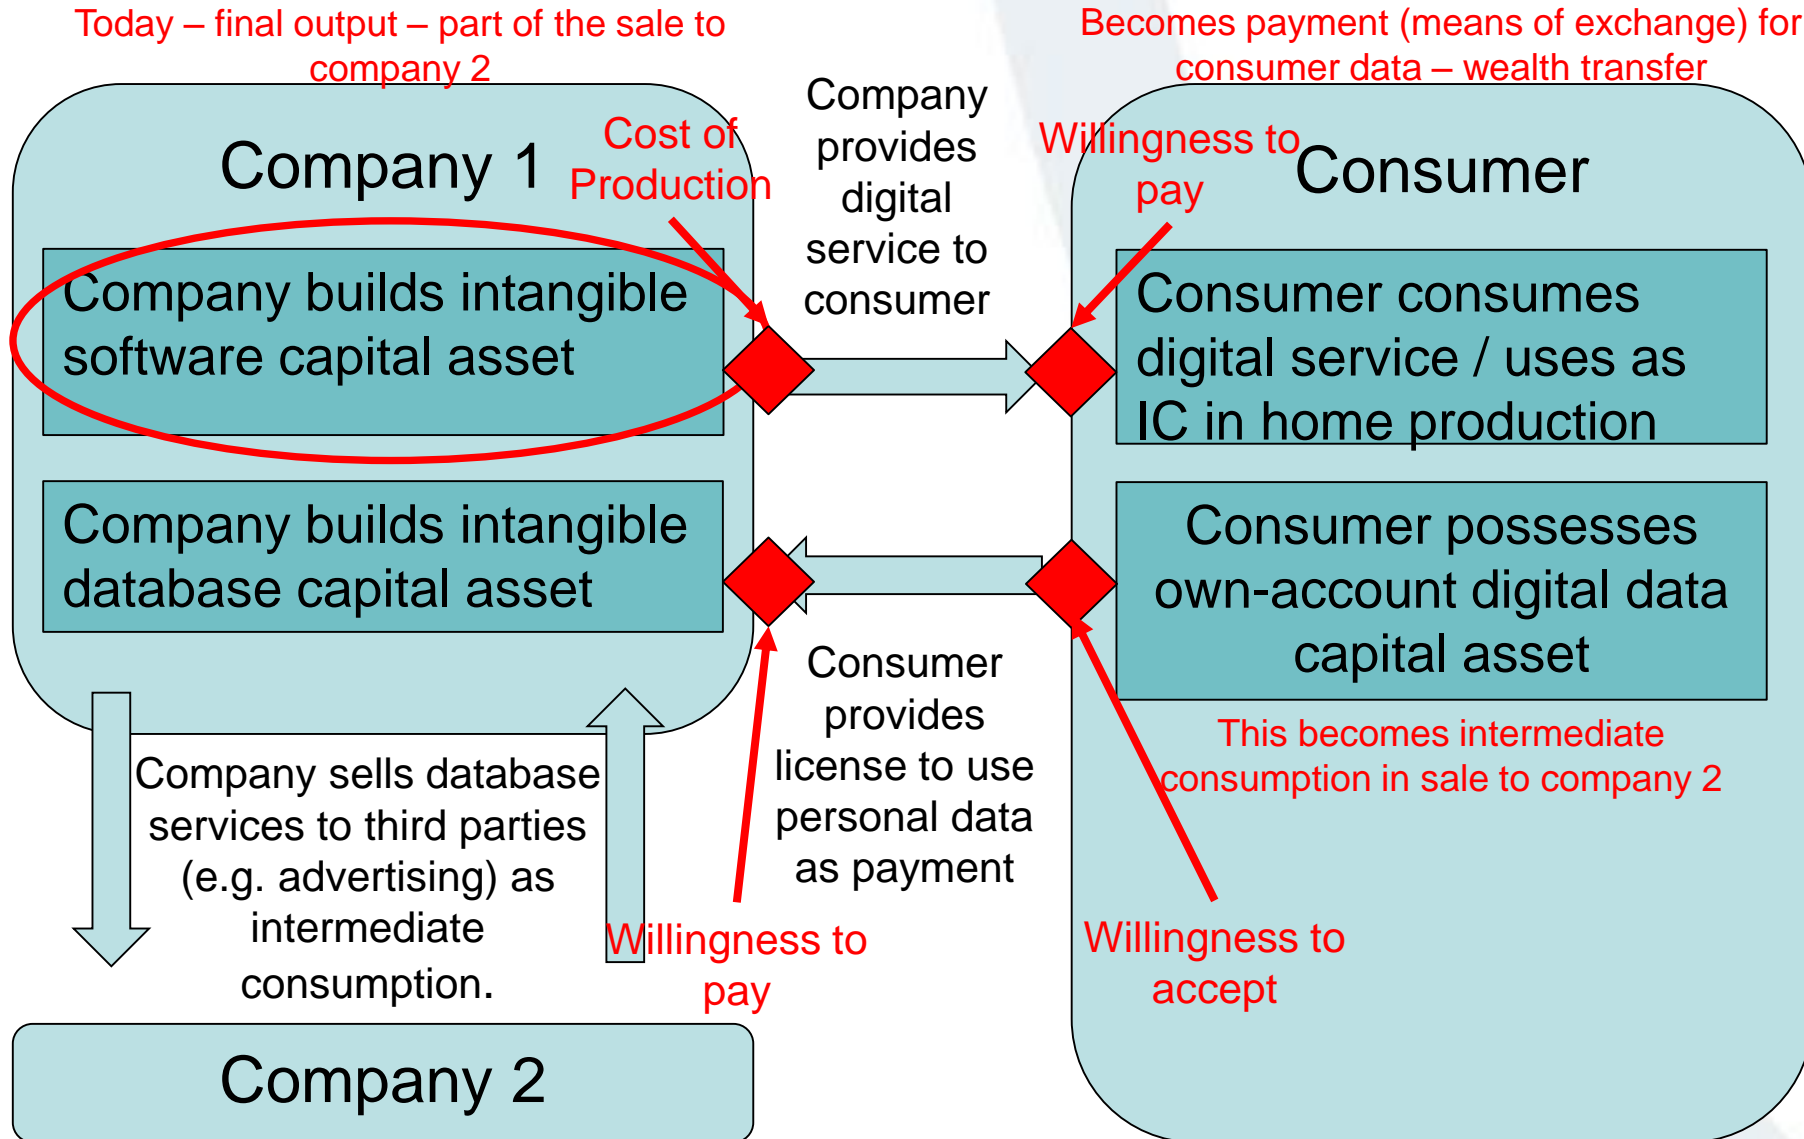 Today – final output – part of the sale to
company 2
Becomes payment (means of exchange) for
consumer data – wealth transfer
Company 1
Cost of
Production
Company
provides
digital
service to
consumer
Willingness to
pay
Consumer
Company builds intangible
software capital asset
Consumer consumes
digital service / uses as
IC in home production
Company builds intangible
database capital asset
Consumer possesses
own-account digital data
capital asset
Consumer
provides
license to use
personal data
as payment
This becomes intermediate
consumption in sale to company 2
Company sells database
services to third parties
(e.g. advertising) as
intermediate
consumption.
Willingness to
pay
Willingness to
accept
Company 2